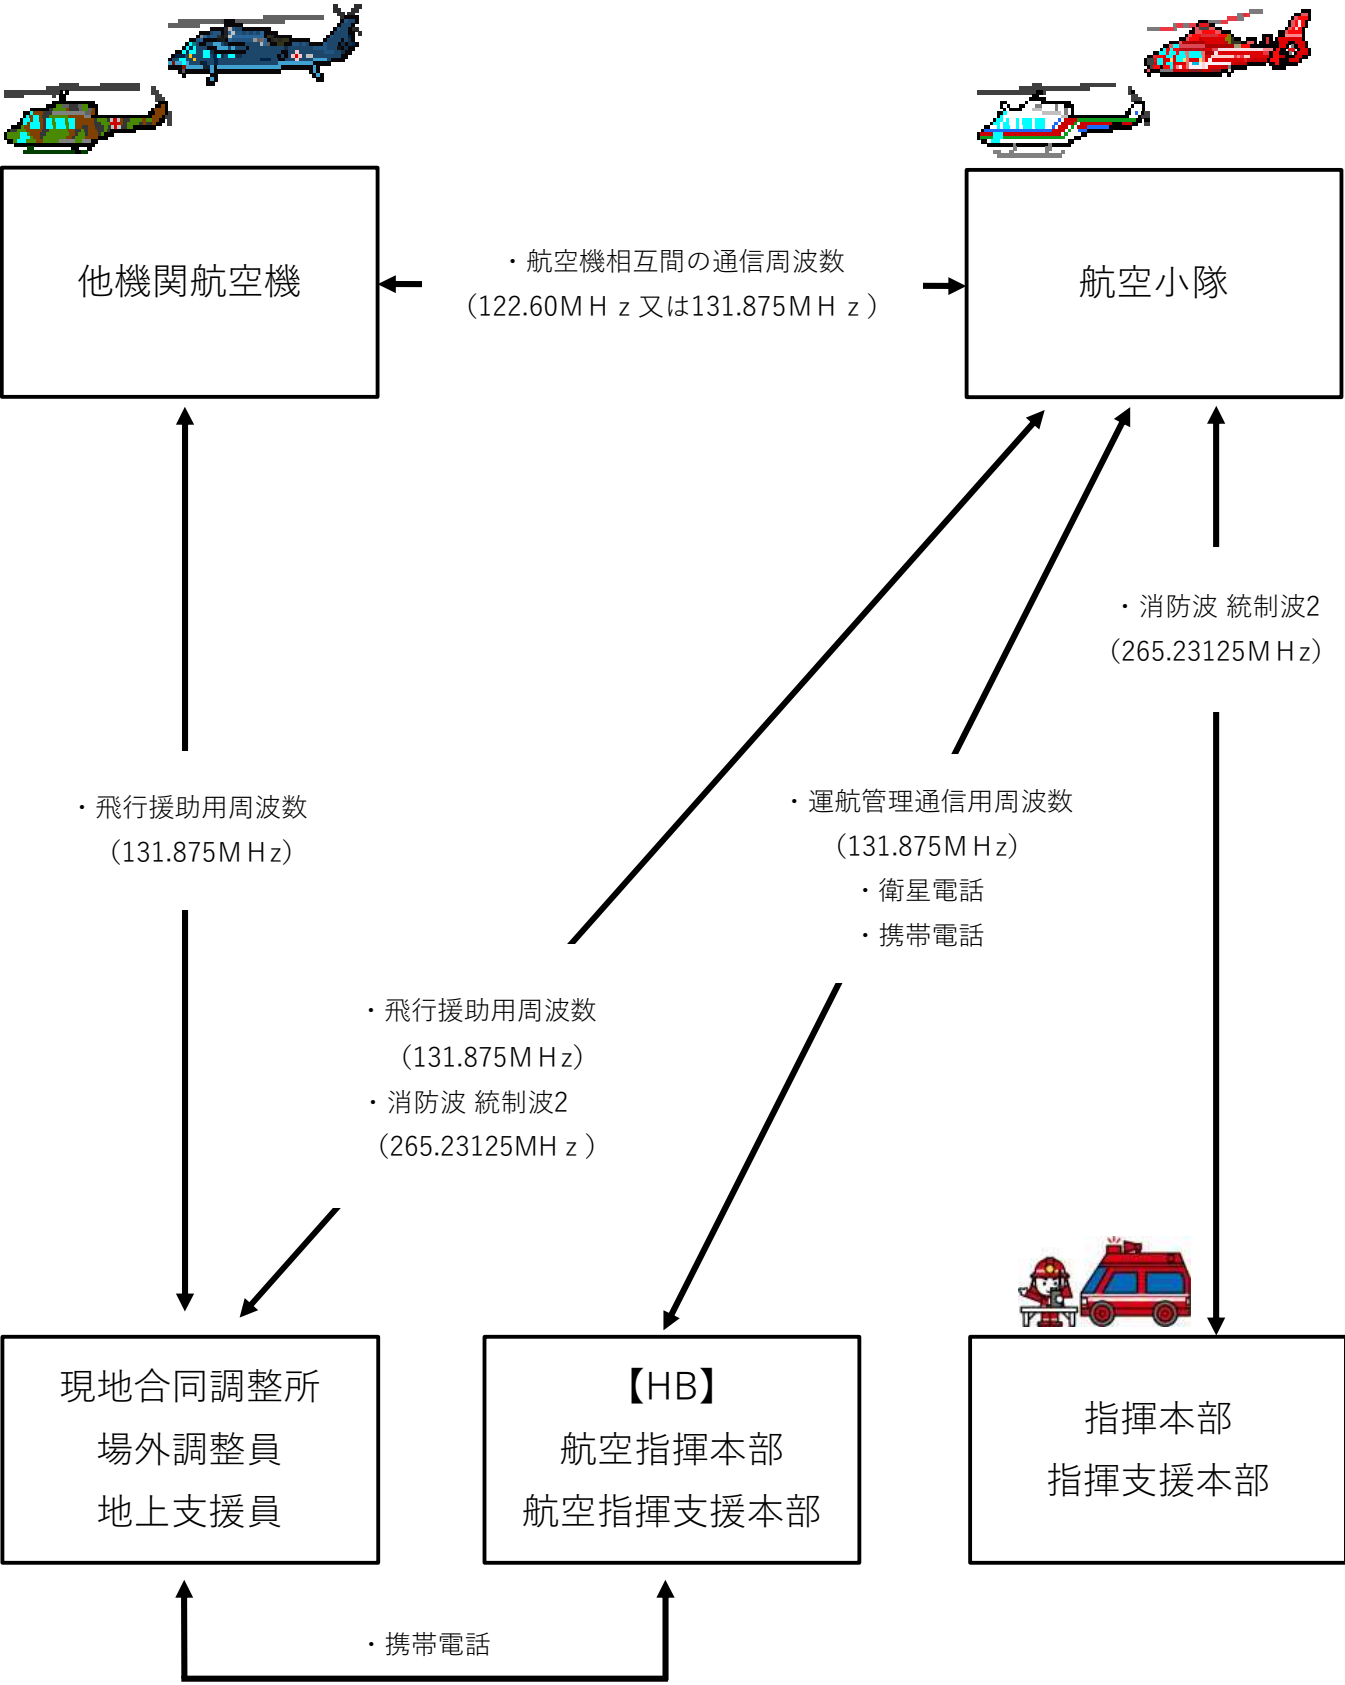 他機関航空機
・航空機相互間の通信周波数
（122.60ＭＨｚ又は131.875ＭＨｚ）
航空小隊
・消防波 統制波2
（265.23125ＭＨz）
・飛行援助用周波数
（131.875ＭＨz）
・運航管理通信用周波数
（131.875ＭＨz）
・衛星電話
・携帯電話
・飛行援助用周波数
（131.875ＭＨz）
・消防波 統制波2
（265.23125MHｚ）
現地合同調整所
場外調整員
地上支援員
【HB】
航空指揮本部
航空指揮支援本部
指揮本部
指揮支援本部
・携帯電話